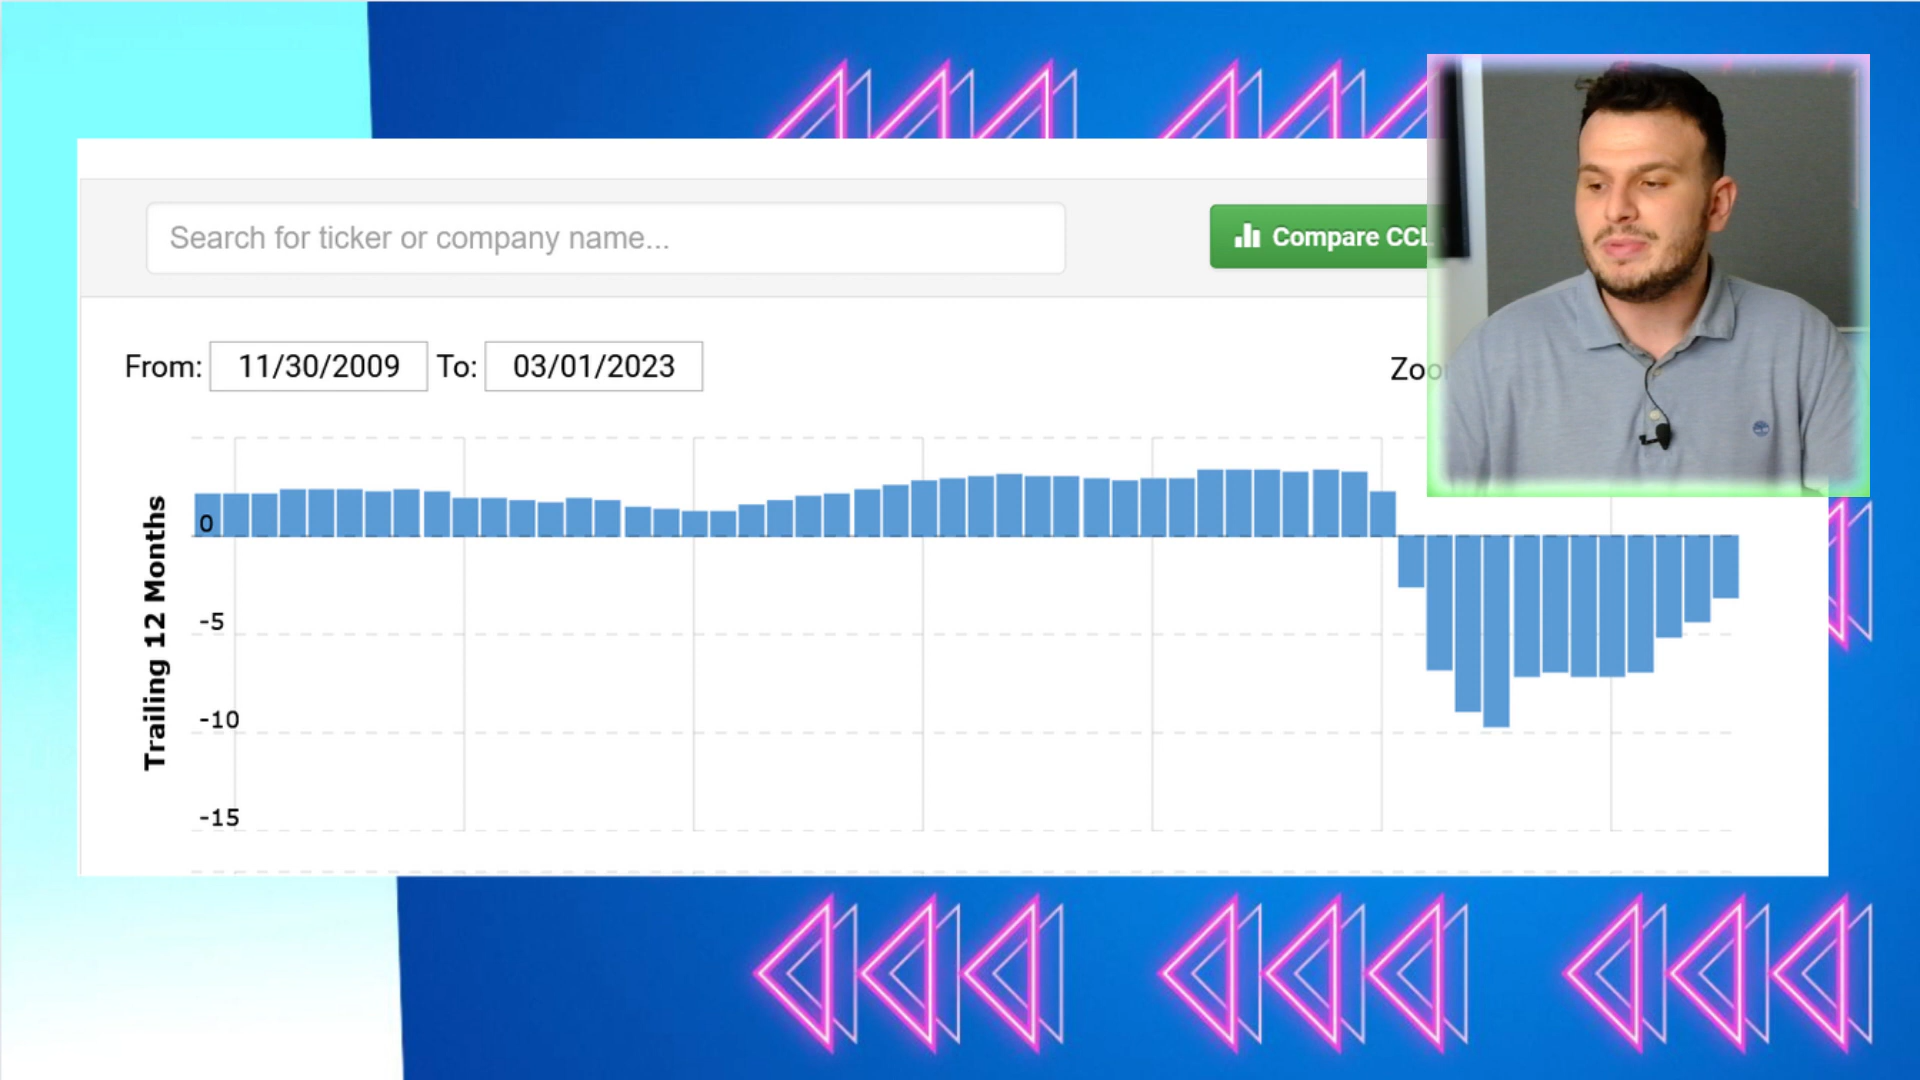 Search for ticker or company name...
Compare CCL
From: 11/30/2009 To: 03/01/2023
Zoo
Trailing 12 Months
0
-5
-10
-15